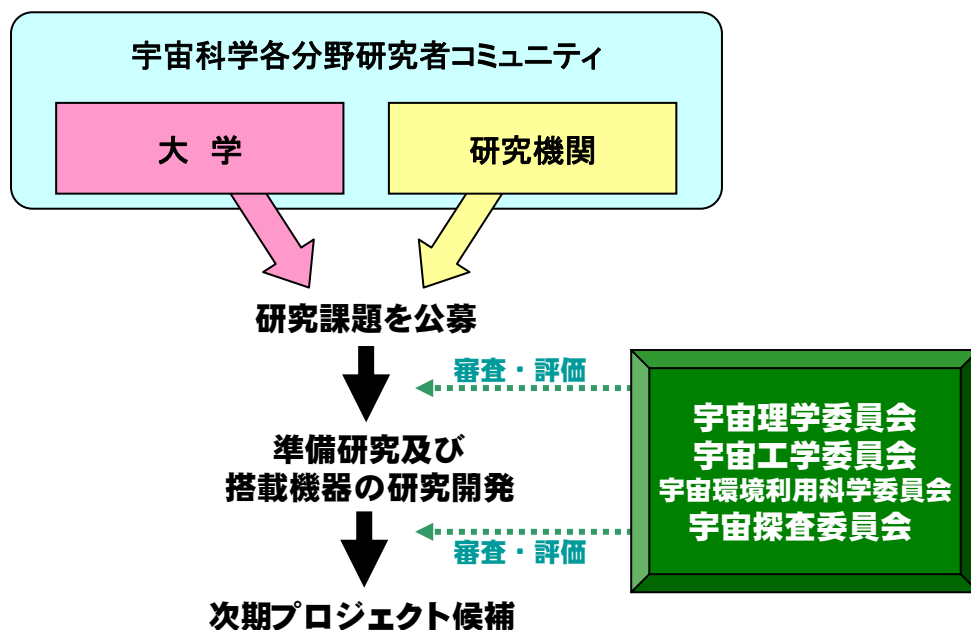 宇宙科学各分野研究者コミュニティ
大 学
研究機関
研究課題を公募
審査・評価
宇宙理学委員会
宇宙工学委員会
宇宙環境利用科学委員会
宇宙探査委員会
準備研究及び
搭載機器の研究開発
審査・評価
次期プロジェクト候補